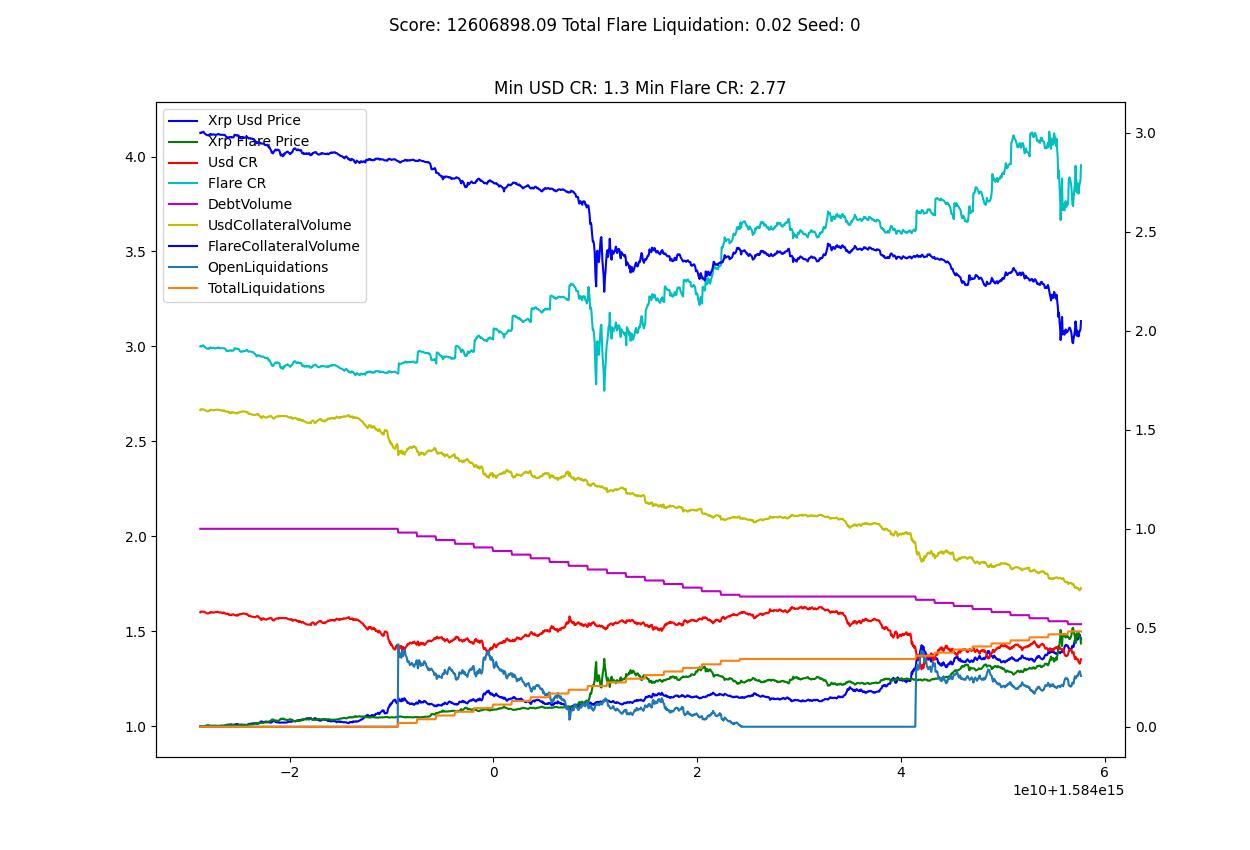 Score: 12606898.09 Total Flare Liquidation: 0.02 Seed: 0
Min USD CR: 1.3 Min Flare CR: 2.77
Xrp Usd Price
Xrp Flare Price
Usd CR
Flare CR
DebtVolume
UsdCollateralVolume
FlareCollateralVolume
OpenLiquidations
TotalLiquidations
4.0
3.5
3.0
2.5
2.0
1.5
1.0
3.0
2.5
2.0
1.5
1.0
0.5
0.0
−2
0
2
4
6
1e10+1.584e15